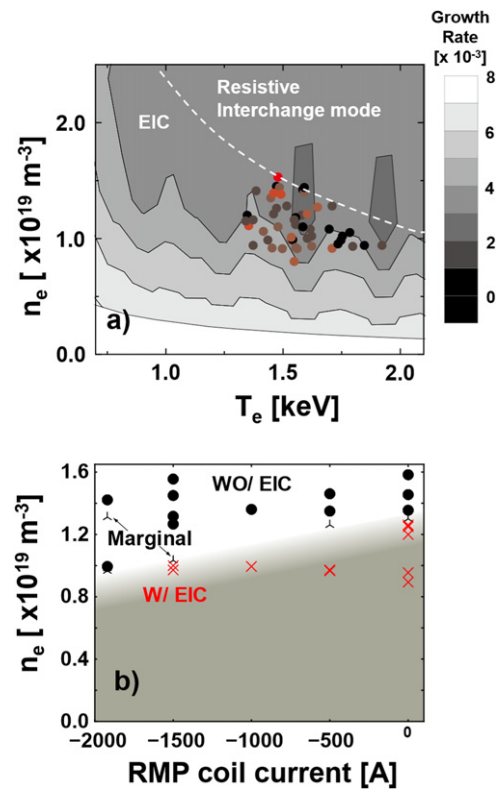 Growth
Rate
[x 10⁻³]
8
6
4
2
0
2.0
1.0
0.0
nₑ [ x10¹⁹ m⁻³]
Resistive
Interchange mode
EIC
a)
1.0
1.5
2.0
Tₑ [keV]
1.6
1.2
0.8
0.4
0.0
nₑ [ x10¹⁹ m⁻³]
WO/ EIC
Marginal
W/ EIC
b)
−2000 −1500 −1000 −500 0
RMP coil current [A]